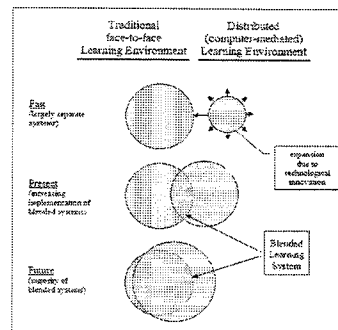 Traditional
face-to-face
Learning Environment
Distributed
(computer-mediated)
Learning Environment
Past
(largely separate
systems)
expansion
due to
technological
innovation
Present
(increasing
implementation of
blended systems)
Blended
Learning
System
Future
(majority of
blended systems)